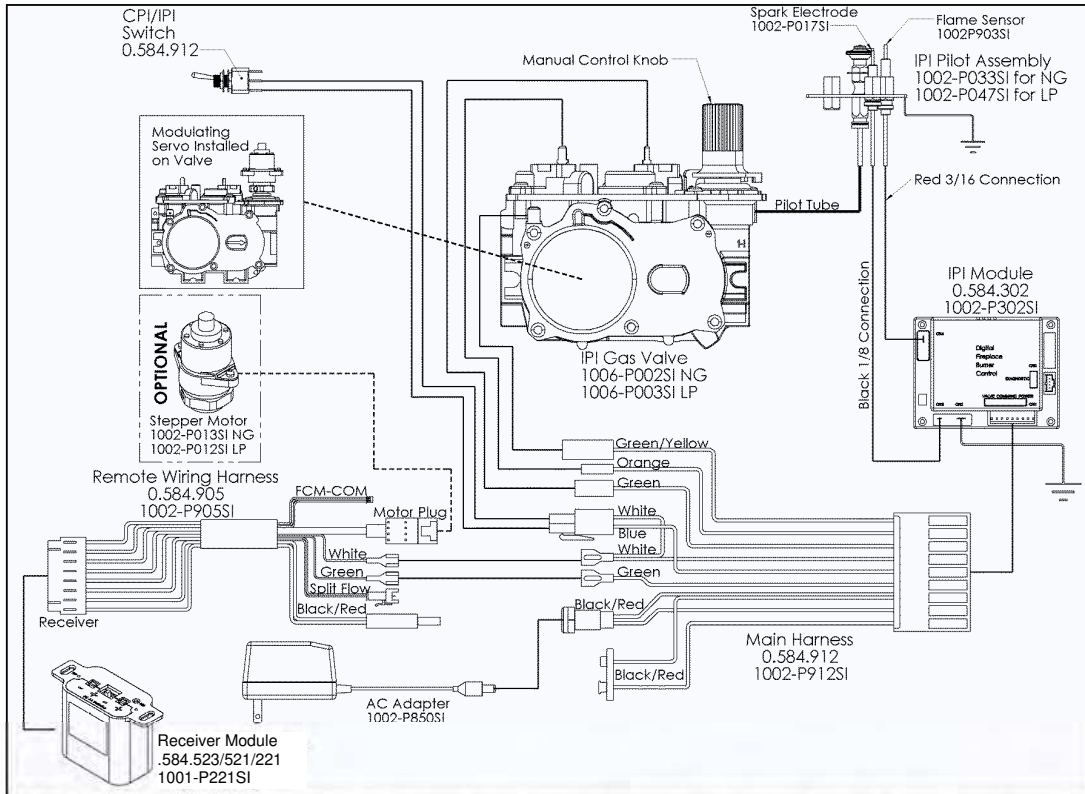 CPI/IPI
Switch
0.584.912
Spark Electrode
1002-P017SI
Flame Sensor
1002P903SI
IPI Pilot Assembly
1002-P033SI for NG
1002-P047SI for LP
Manual Control Knob
Modulating
Servo Installed
on Valve
Pilot Tube
Red 3/16 Connection
Black 1/8 Connection
IPI Module
0.584.302
1002-P302SI
Digital
Fireplace
Burner
Control
DIAGNOSTIC
IPI Gas Valve
1006-P002SI NG
1006-P003SI LP
OPTIONAL
Stepper Motor
1002-P013SI NG
1002-P012SI LP
Remote Wiring Harness
0.584.905
1002-P905SI
FCM-COM
Motor Plug
White
Green
Split Flow
Black/Red
Receiver
Green/Yellow
Orange
Green
White
Blue
White
Green
Black/Red
Black/Red
Main Harness
0.584.912
1002-P912SI
AC Adapter
1002-P850SI
Receiver Module
.584.523/521/221
1001-P221SI